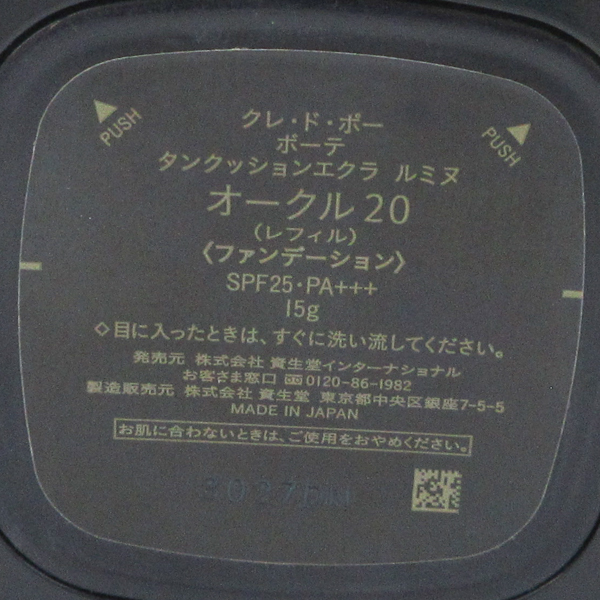 PUSH
PUSH
クレ・ド・ポー
ボーテ
タンクッションエクラ ルミヌ
オークル 20
(レフィル)
〈ファンデーション〉
SPF25・PA+++
15g
◇目に入ったときは、すぐに洗い流してください。
発売元 株式会社 資生堂インターナショナル
お客さま窓口 0120-86-1982
製造販売元 株式会社 資生堂 東京都中央区銀座7-5-5
MADE IN JAPAN
お肌に合わないときは、ご使用をおやめください。